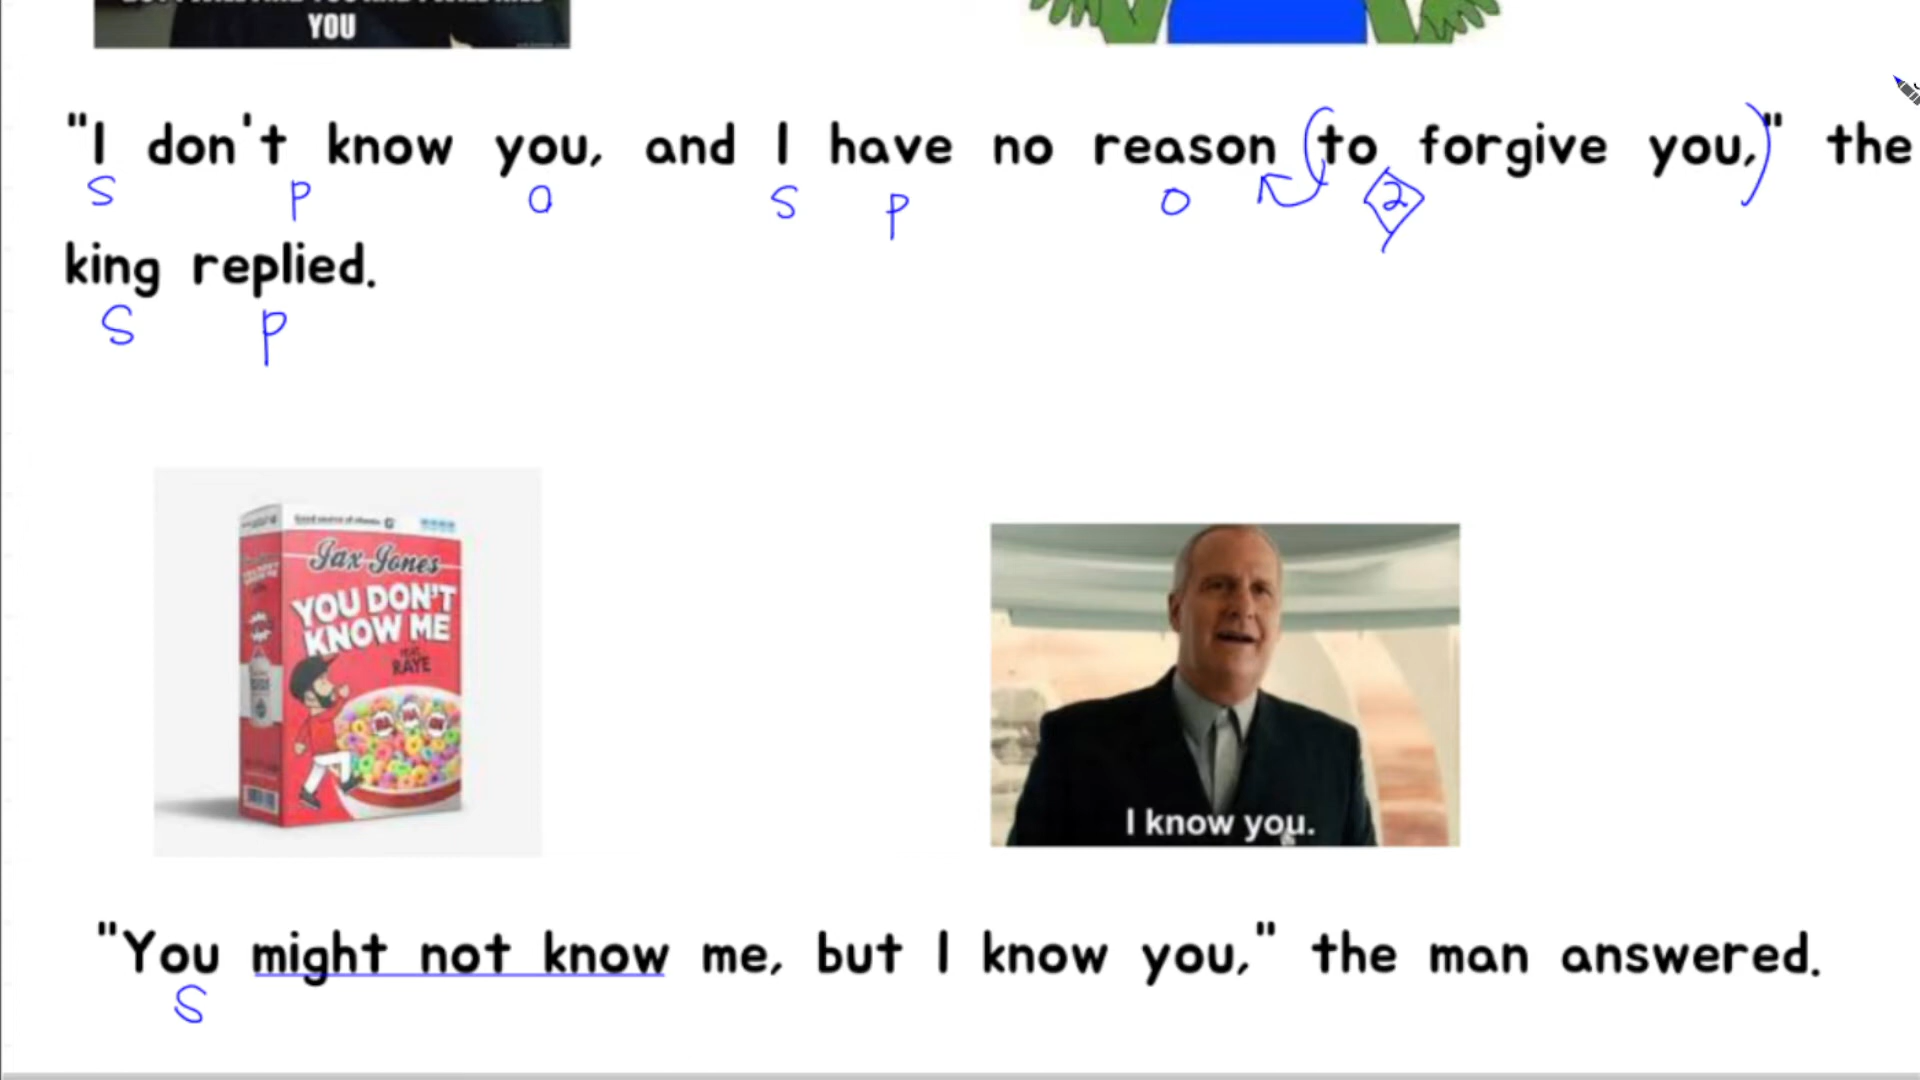 YOU
"I don't know you, and I have no reason (to forgive you,)" the
S P O S P O 2
king replied.
S P
Jax Jones
YOU DON'T
KNOW ME
FEAT.
RAYE
I know you.
"You might not know me, but I know you," the man answered.
S